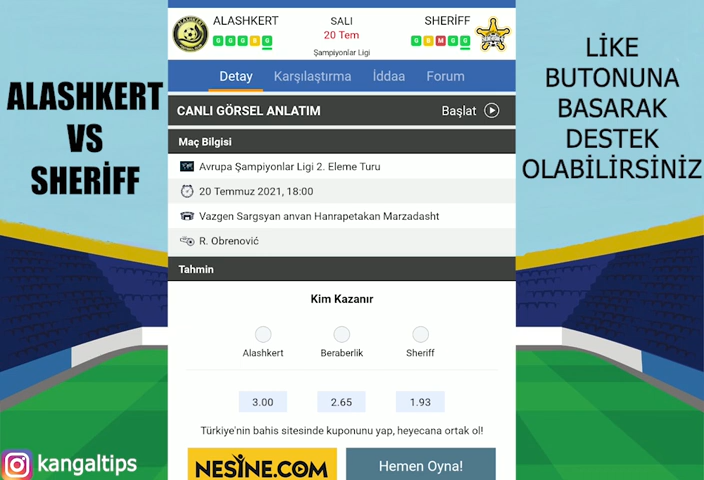 ALASHKERT
VS
SHERİFF
ALASHKERT
G G G B G
SALI
20 Tem
Şampiyonlar Ligi
SHERİFF
G B M G G
Detay Karşılaştırma İddaa Forum
CANLI GÖRSEL ANLATIM Başlat
Maç Bilgisi
Avrupa Şampiyonlar Ligi 2. Eleme Turu
20 Temmuz 2021, 18:00
Vazgen Sargsyan anvan Hanrapetakan Marzadasht
R. Obrenović
Tahmin
Kim Kazanır
Alashkert Beraberlik Sheriff
3.00 2.65 1.93
Türkiye'nin bahis sitesinde kuponunu yap, heyecana ortak ol!
NESİNE.COM Hemen Oyna!
LİKE
BUTONUNA
BASARAK
DESTEK
OLABİLİRSİNİZ
kangaltips